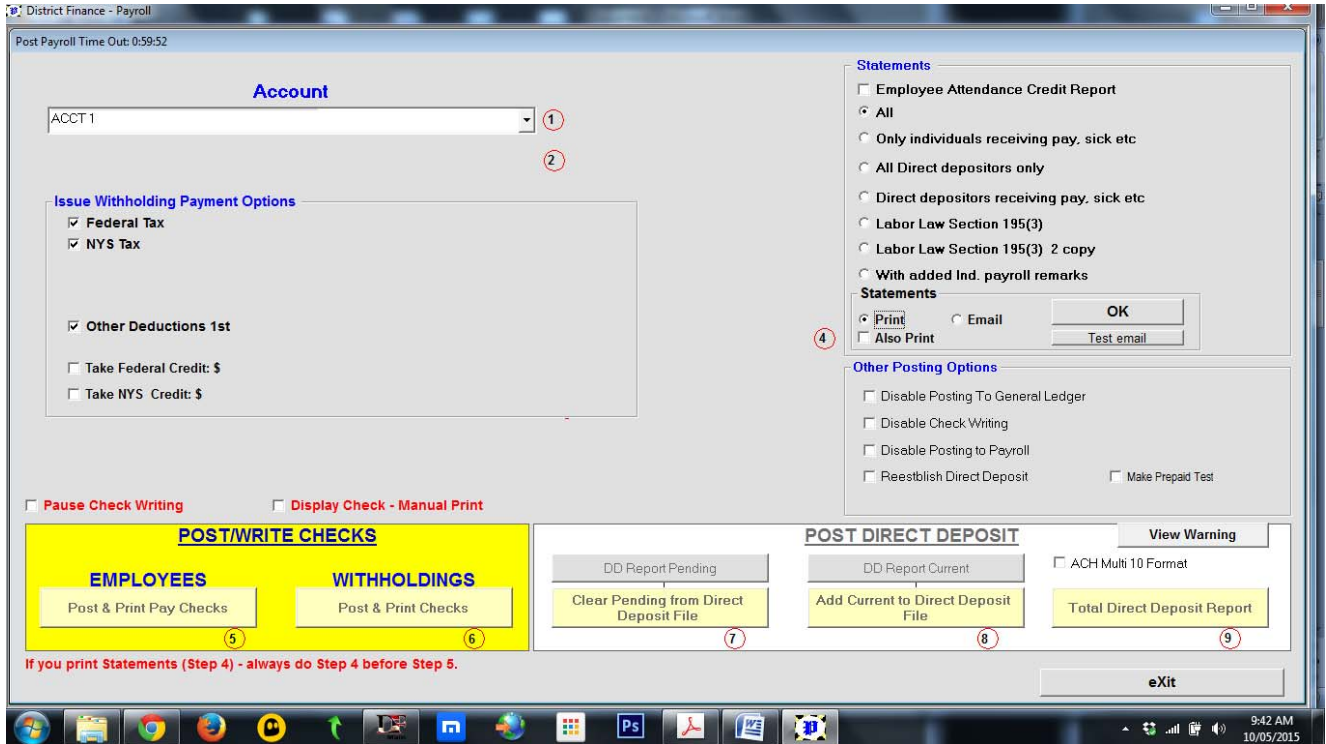 District Finance - Payroll
Post Payroll Time Out: 0:59:52
Account
ACCT 1
1
2
Issue Withholding Payment Options
Federal Tax
NYS Tax
Other Deductions 1st
Take Federal Credit: $
Take NYS Credit: $
Statements
Employee Attendance Credit Report
All
Only individuals receiving pay, sick etc
All Direct depositors only
Direct depositors receiving pay, sick etc
Labor Law Section 195(3)
Labor Law Section 195(3) 2 copy
With added Ind. payroll remarks
Statements
Print Email OK
4 Also Print Test email
Other Posting Options
Disable Posting To General Ledger
Disable Check Writing
Disable Posting to Payroll
Reestblish Direct Deposit Make Prepaid Test
Pause Check Writing Display Check - Manual Print
POST/WRITE CHECKS
EMPLOYEES WITHHOLDINGS
Post & Print Pay Checks Post & Print Checks
5 6
POST DIRECT DEPOSIT View Warning
DD Report Pending DD Report Current ACH Multi 10 Format
Clear Pending from Direct
Deposit File
Add Current to Direct Deposit
File
Total Direct Deposit Report
7 8 9
If you print Statements (Step 4) - always do Step 4 before Step 5.
eXit
Ps
9:42 AM
10/05/2015